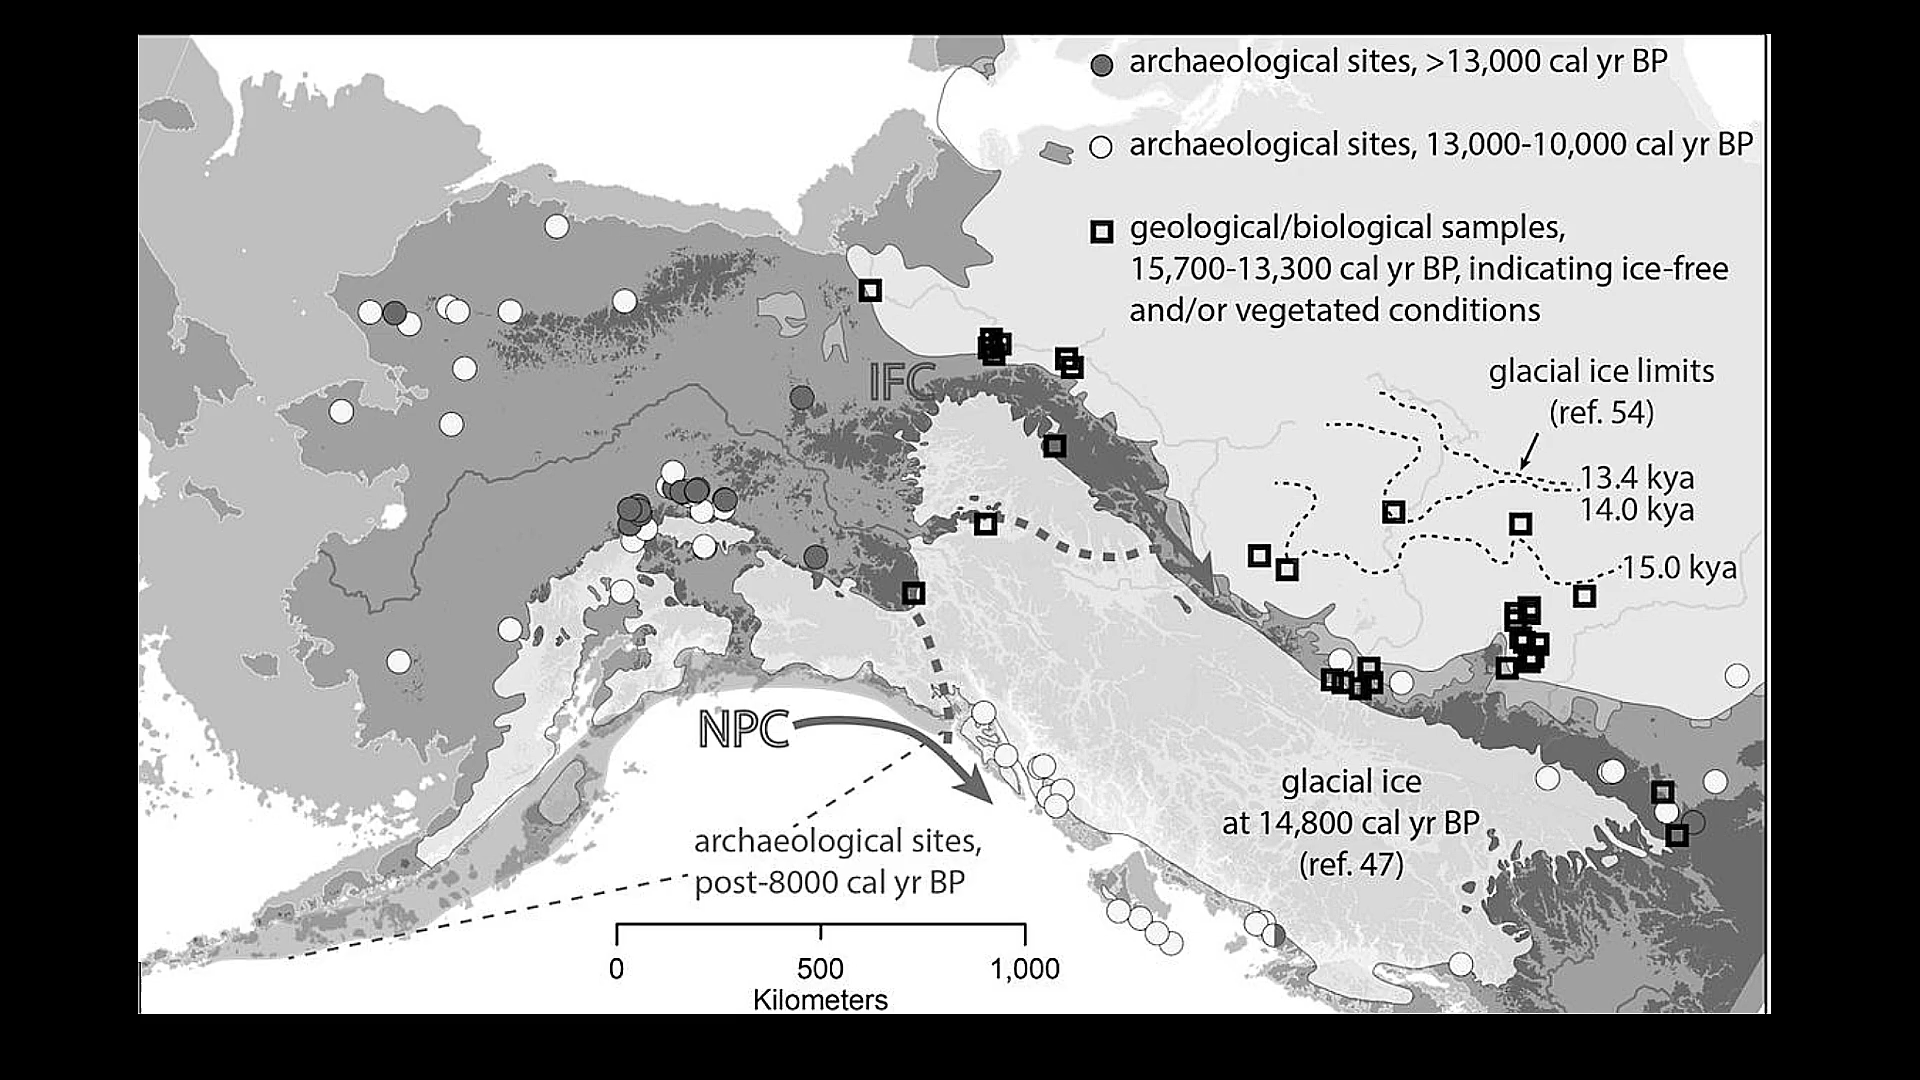 archaeological sites, >13,000 cal yr BP
archaeological sites, 13,000-10,000 cal yr BP
geological/biological samples,
15,700-13,300 cal yr BP, indicating ice-free
and/or vegetated conditions
IFC
glacial ice limits
(ref. 54)
13.4 kya
14.0 kya
15.0 kya
NPC
glacial ice
at 14,800 cal yr BP
(ref. 47)
archaeological sites,
post-8000 cal yr BP
0 500 1,000
Kilometers